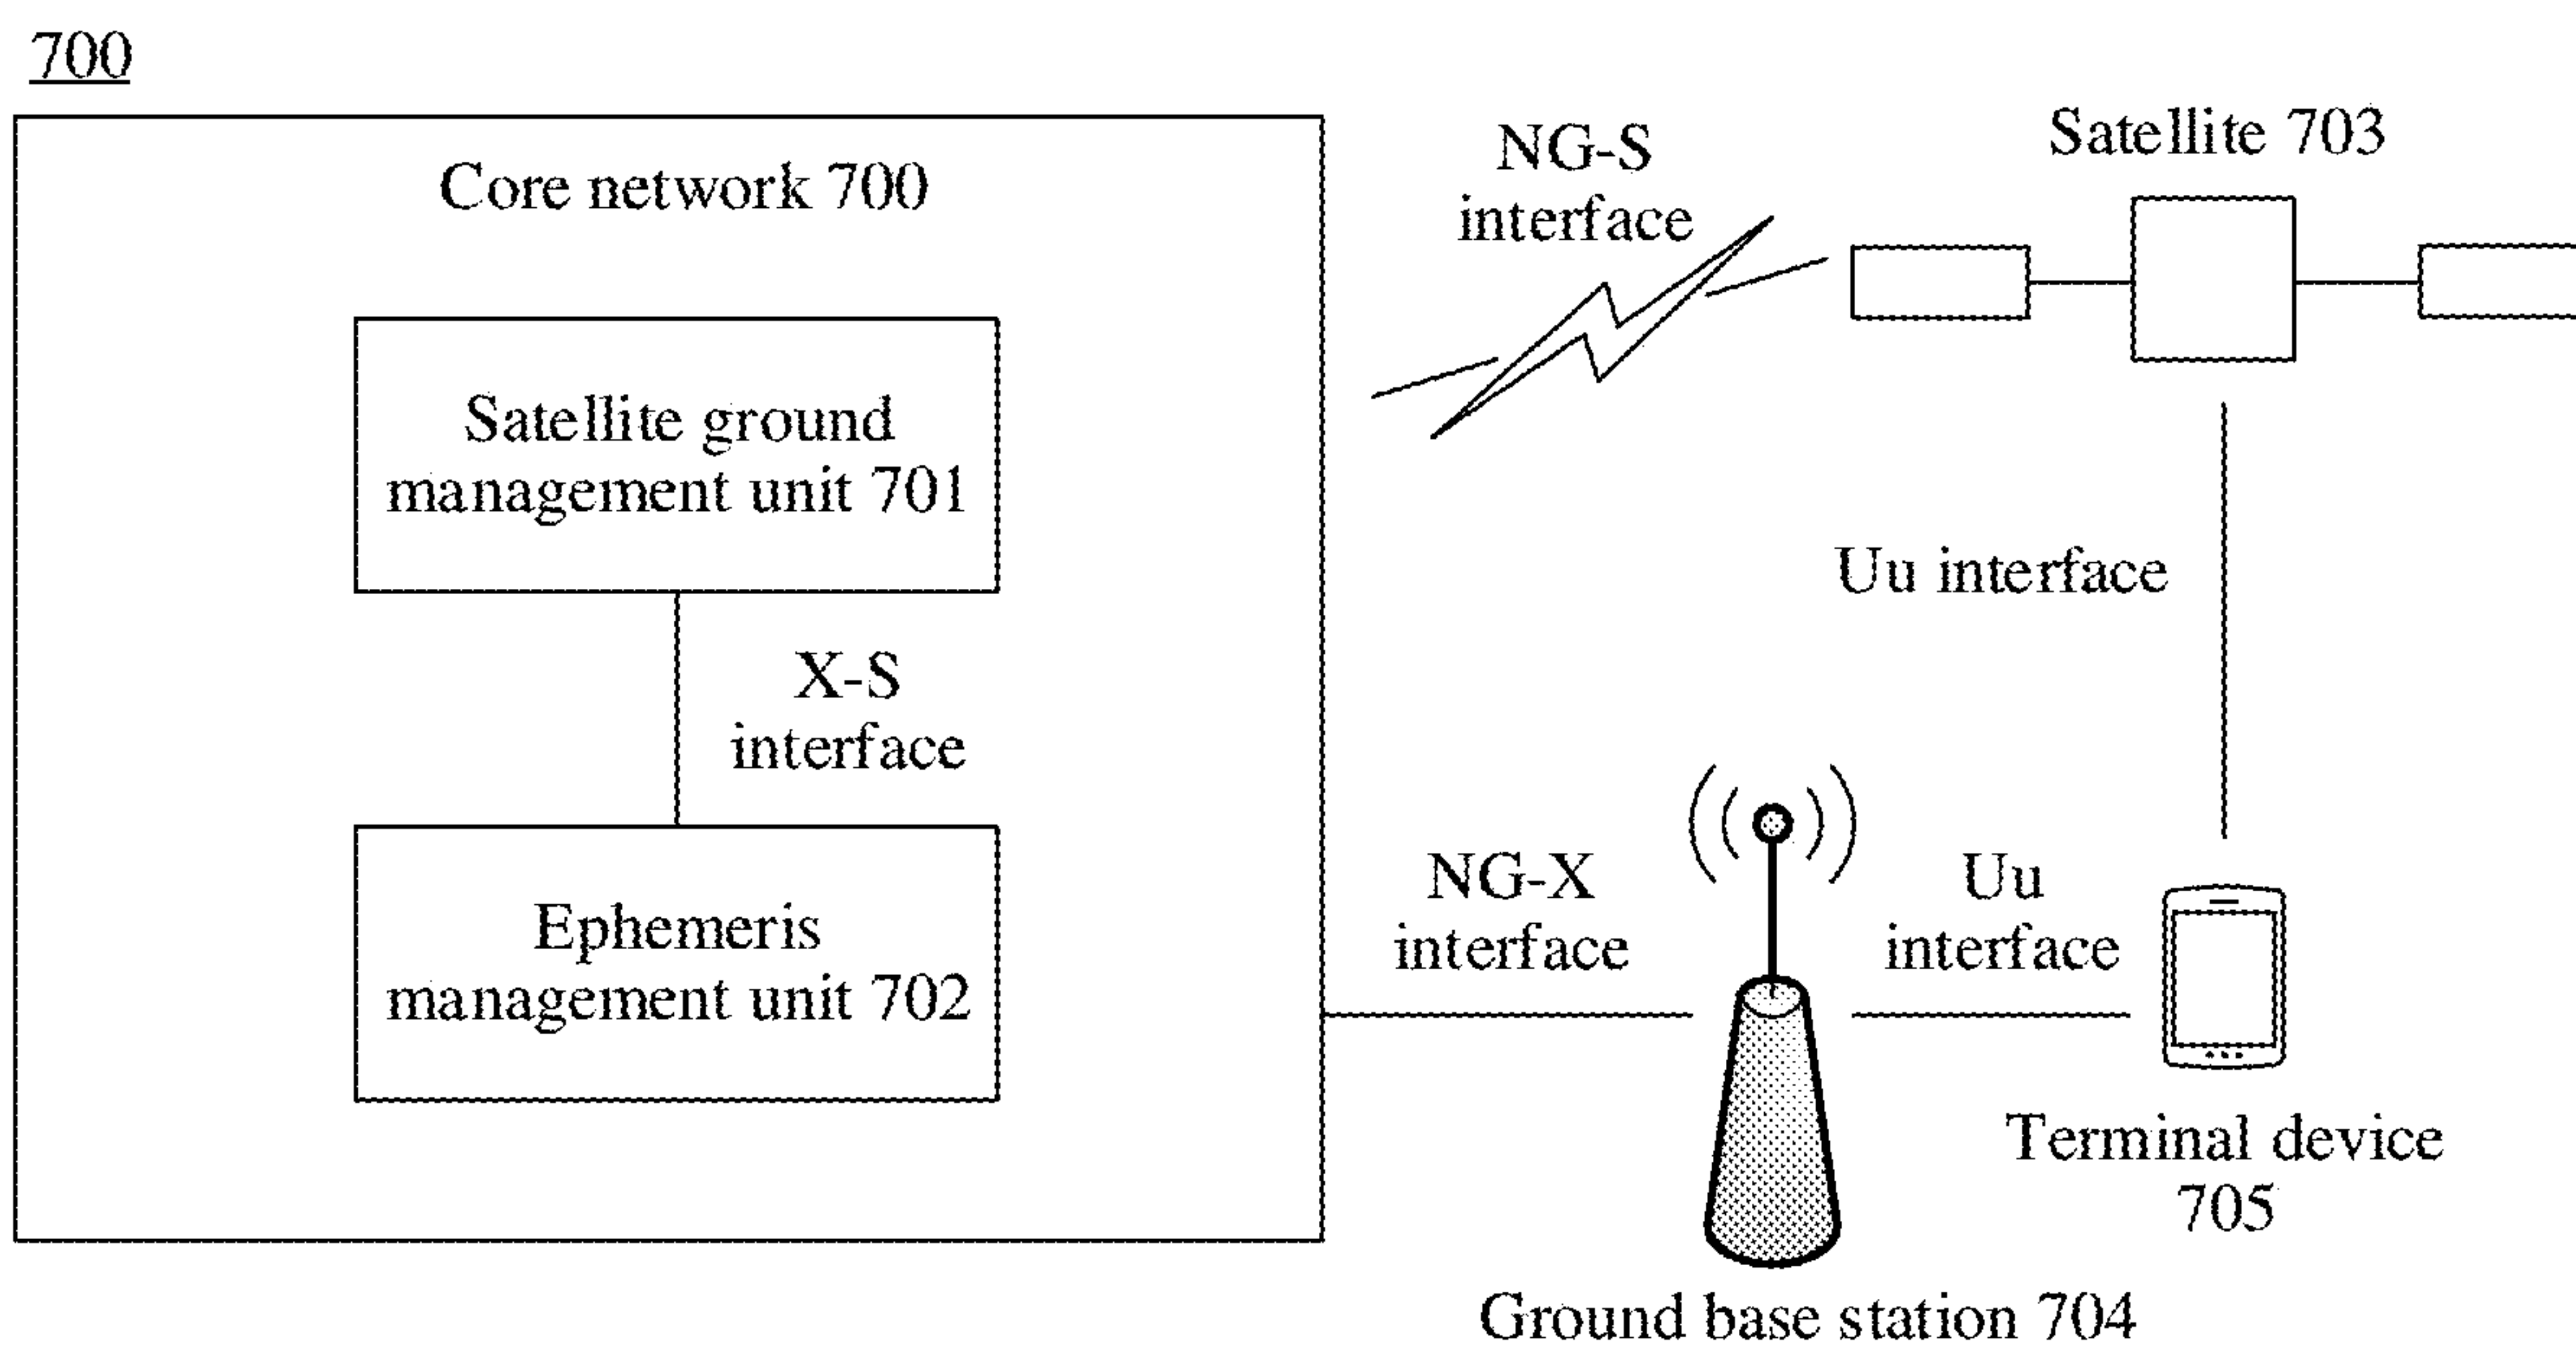 700
Core network 700
Satellite ground
management unit 701
X-S
interface
Ephemeris
management unit 702
NG-S
interface
Satellite 703
Uu interface
NG-X
interface
Uu
interface
Terminal device
705
Ground base station 704